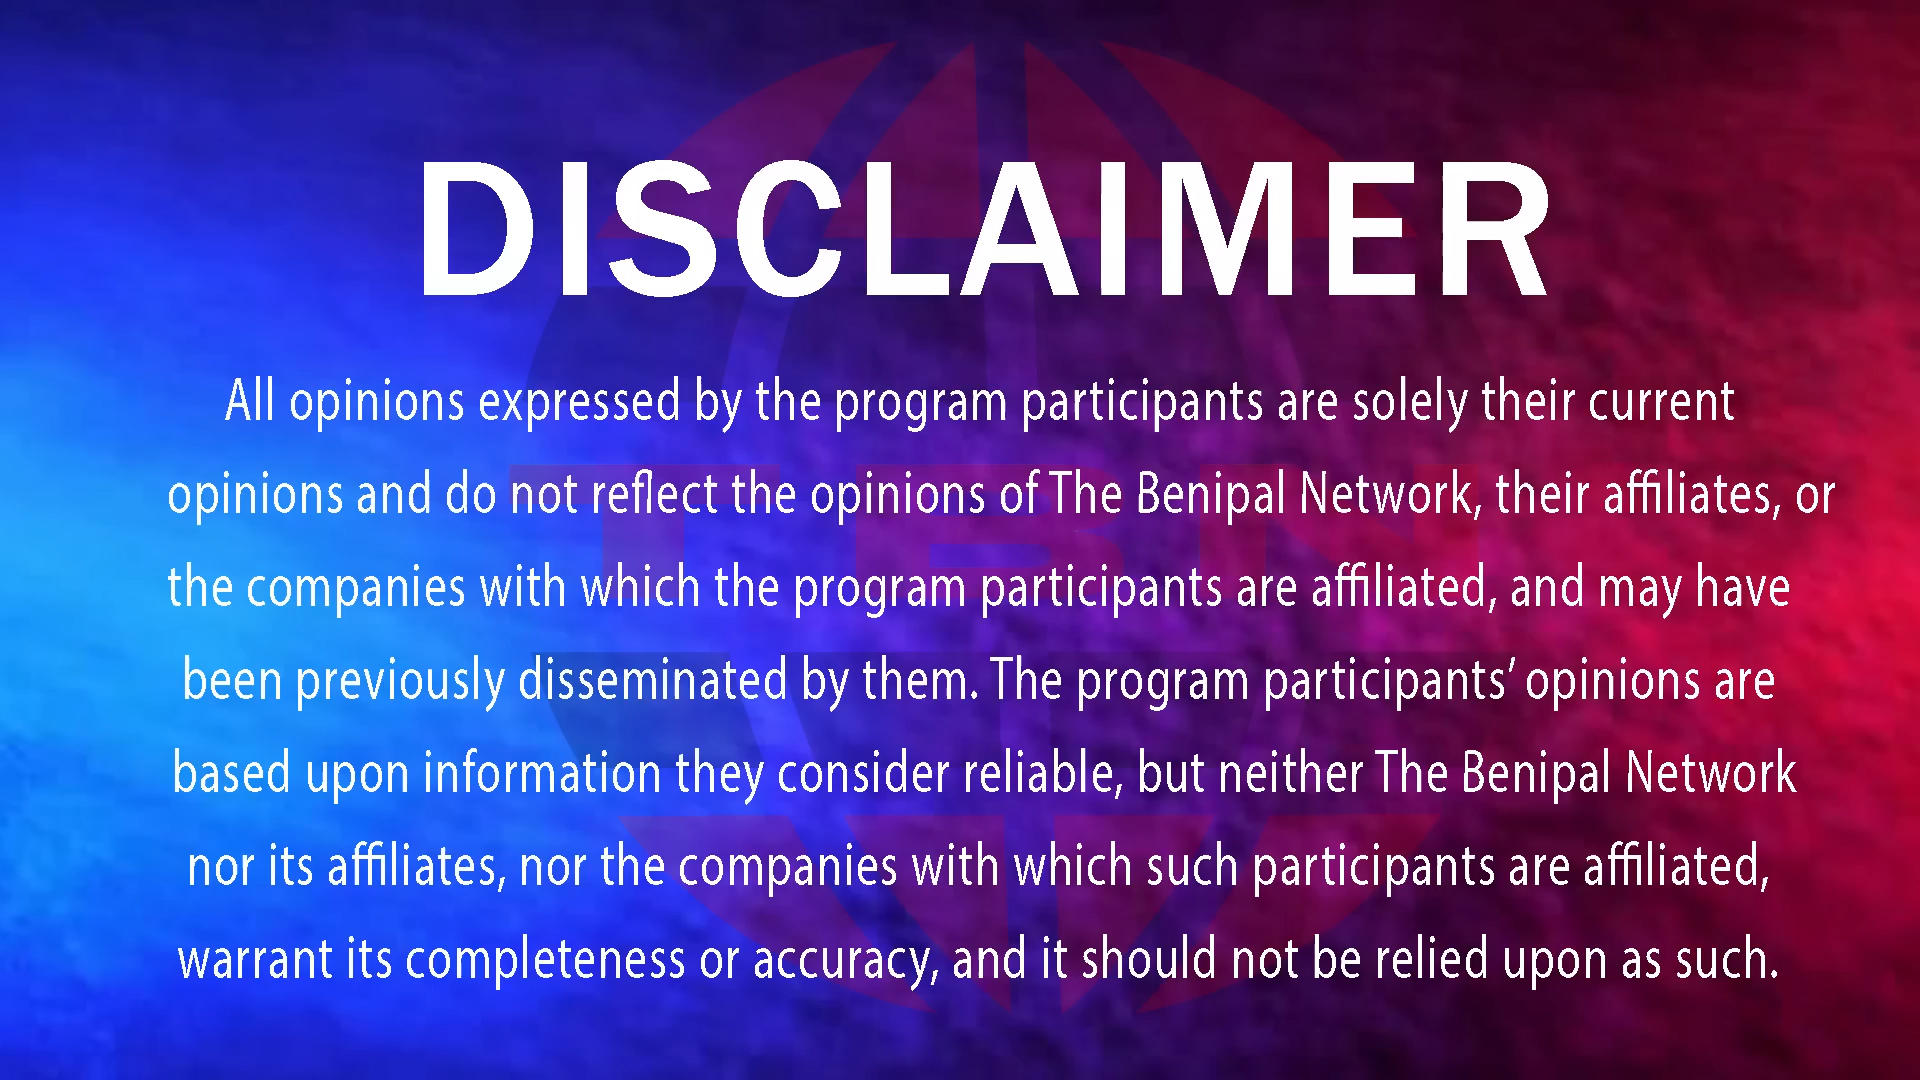 DISCLAIMER
All opinions expressed by the program participants are solely their current
opinions and do not reflect the opinions of The Benipal Network, their affiliates, or
the companies with which the program participants are affiliated, and may have
been previously disseminated by them. The program participants’ opinions are
based upon information they consider reliable, but neither The Benipal Network
nor its affiliates, nor the companies with which such participants are affiliated,
warrant its completeness or accuracy, and it should not be relied upon as such.
TBN